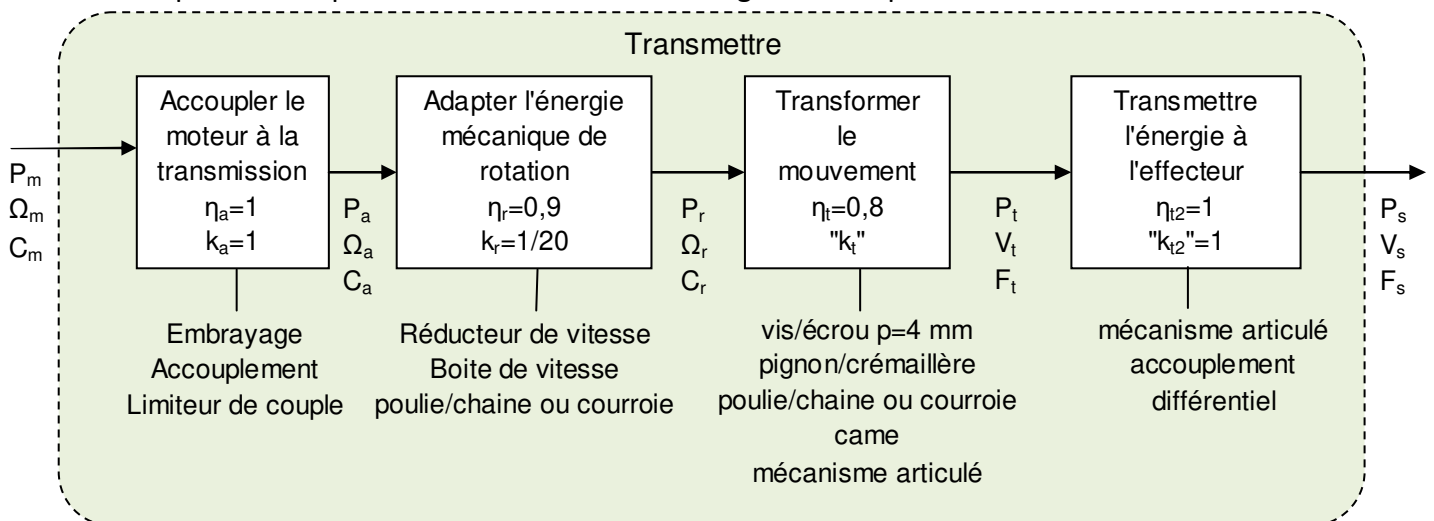 Transmettre
Accoupler le
moteur à la
transmission
ηa=1
ka=1
Adapter l'énergie
mécanique de
rotation
ηr=0,9
kr=1/20
Transformer
le
mouvement
ηt=0,8
"kt"
Transmettre
l'énergie à
l'effecteur
ηt2=1
"kt2"=1
Pm
Ωm
Cm
Pa
Ωa
Ca
Pr
Ωr
Cr
Pt
Vt
Ft
Ps
Vs
Fs
Embrayage
Accouplement
Limiteur de couple
Réducteur de vitesse
Boite de vitesse
poulie/chaine ou courroie
vis/écrou p=4 mm
pignon/crémaillère
poulie/chaine ou courroie
came
mécanisme articulé
mécanisme articulé
accouplement
différentiel